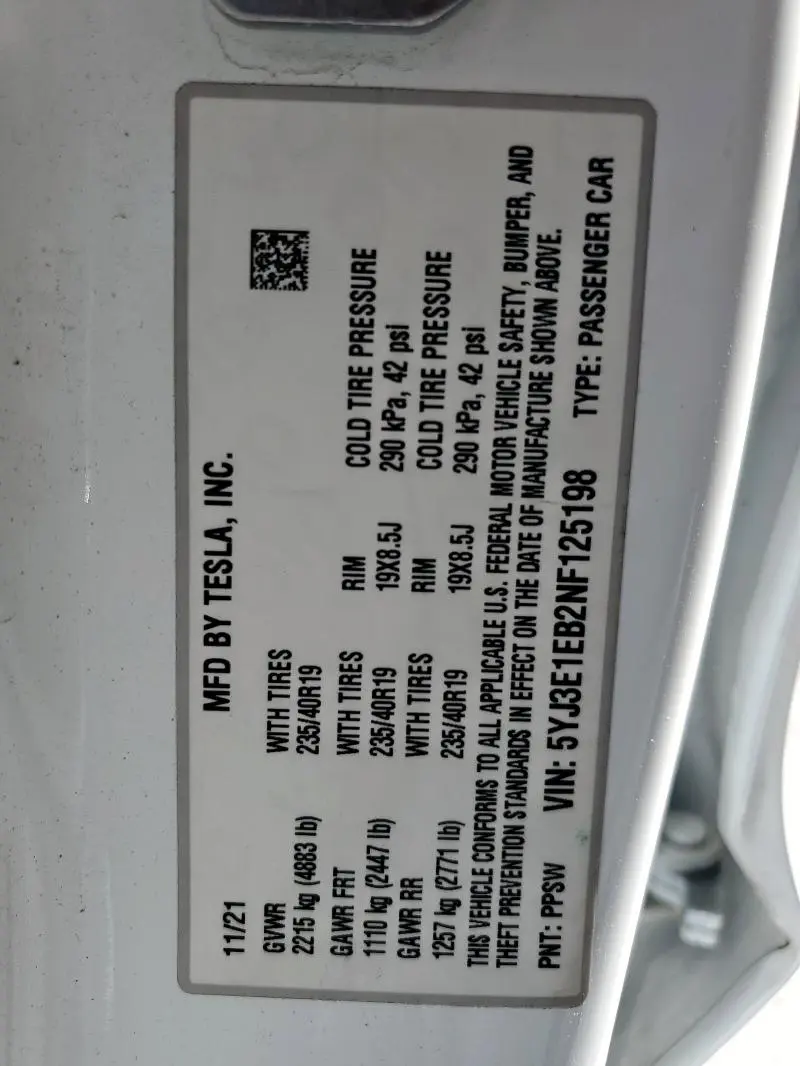 MFD BY TESLA, INC.
11/21
GVWR WITH TIRES
2215 kg (4883 lb) 235/40R19
GAWR FRT WITH TIRES RIM COLD TIRE PRESSURE
1110 kg (2447 lb) 235/40R19 19X8.5J 290 kPa, 42 psi
GAWR RR WITH TIRES RIM COLD TIRE PRESSURE
1257 kg (2771 lb) 235/40R19 19X8.5J 290 kPa, 42 psi
THIS VEHICLE CONFORMS TO ALL APPLICABLE U.S. FEDERAL MOTOR VEHICLE SAFETY, BUMPER, AND
THEFT PREVENTION STANDARDS IN EFFECT ON THE DATE OF MANUFACTURE SHOWN ABOVE.
PNT: PPSW VIN: 5YJ3E1EB2NF125198 TYPE: PASSENGER CAR